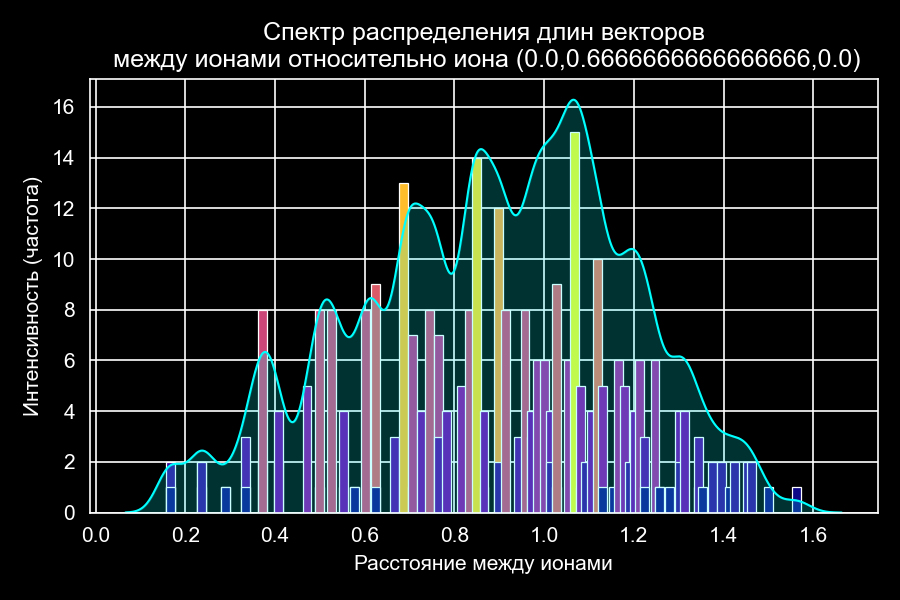 Спектр распределения длин векторов
между ионами относительно иона (0.0,0.6666666666666666,0.0)
Интенсивность (частота)
16
14
12
10
8
6
4
2
0
0.0 0.2 0.4 0.6 0.8 1.0 1.2 1.4 1.6
Расстояние между ионами